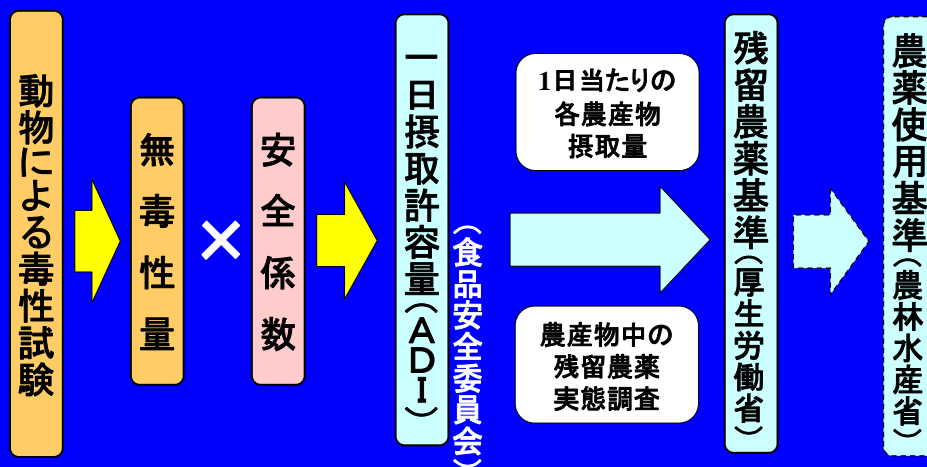 動物による毒性試験
無毒性量
×
安全係数
一日摂取許容量(ADI)
(食品安全委員会)
1日当たりの
各農産物
摂取量
農産物中の
残留農薬
実態調査
残留農薬基準(厚生労働省)
農薬使用基準(農林水産省)